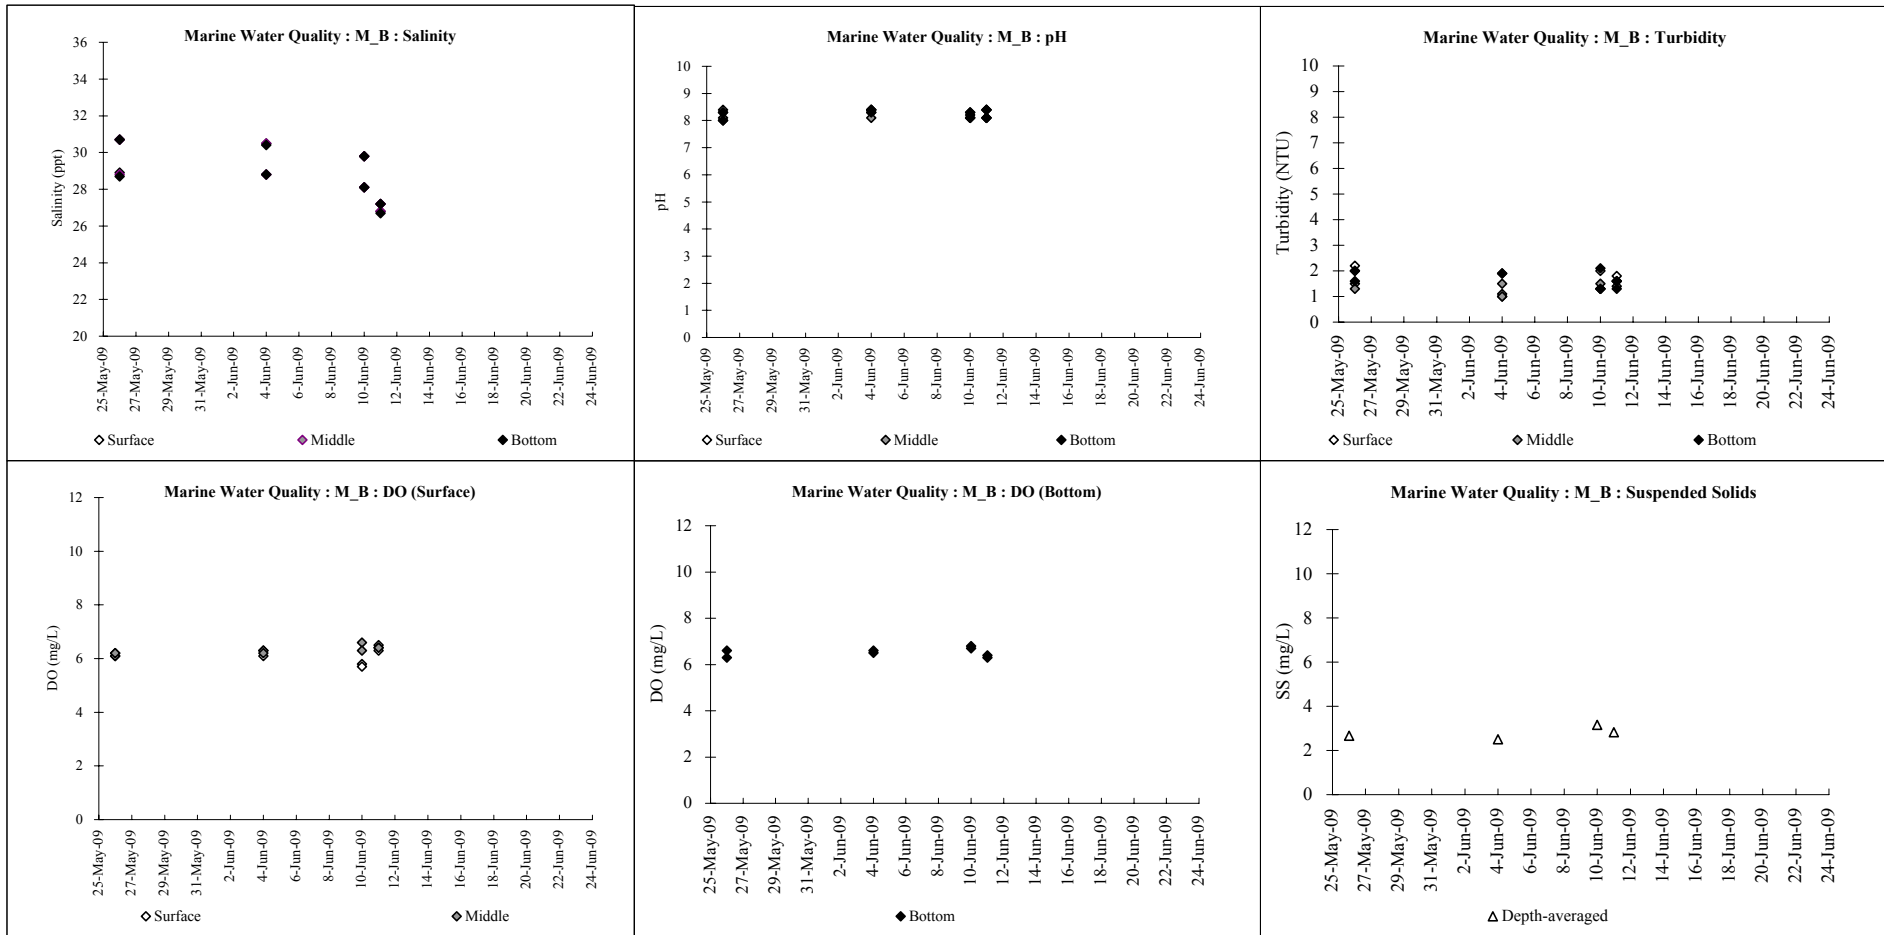 Marine Water Quality : M_B : Salinity
36
34
32
30
28
26
24
22
20
Salinity (ppt)
25-May-09
27-May-09
29-May-09
31-May-09
2-Jun-09
4-Jun-09
6-Jun-09
8-Jun-09
10-Jun-09
12-Jun-09
14-Jun-09
16-Jun-09
18-Jun-09
20-Jun-09
22-Jun-09
24-Jun-09
Surface Middle Bottom
Marine Water Quality : M_B : pH
10
9
8
7
6
5
4
3
2
1
0
pH
25-May-09
27-May-09
29-May-09
31-May-09
2-Jun-09
4-Jun-09
6-Jun-09
8-Jun-09
10-Jun-09
12-Jun-09
14-Jun-09
16-Jun-09
18-Jun-09
20-Jun-09
22-Jun-09
24-Jun-09
Surface Middle Bottom
Marine Water Quality : M_B : Turbidity
10
9
8
7
6
5
4
3
2
1
0
Turbidity (NTU)
25-May-09
27-May-09
29-May-09
31-May-09
2-Jun-09
4-Jun-09
6-Jun-09
8-Jun-09
10-Jun-09
12-Jun-09
14-Jun-09
16-Jun-09
18-Jun-09
20-Jun-09
22-Jun-09
24-Jun-09
Surface Middle Bottom
Marine Water Quality : M_B : DO (Surface)
12
10
8
6
4
2
0
DO (mg/L)
25-May-09
27-May-09
29-May-09
31-May-09
2-Jun-09
4-Jun-09
6-Jun-09
8-Jun-09
10-Jun-09
12-Jun-09
14-Jun-09
16-Jun-09
18-Jun-09
20-Jun-09
22-Jun-09
24-Jun-09
Surface Middle
Marine Water Quality : M_B : DO (Bottom)
12
10
8
6
4
2
0
DO (mg/L)
25-May-09
27-May-09
29-May-09
31-May-09
2-Jun-09
4-Jun-09
6-Jun-09
8-Jun-09
10-Jun-09
12-Jun-09
14-Jun-09
16-Jun-09
18-Jun-09
20-Jun-09
22-Jun-09
24-Jun-09
Bottom
Marine Water Quality : M_B : Suspended Solids
12
10
8
6
4
2
0
SS (mg/L)
25-May-09
27-May-09
29-May-09
31-May-09
2-Jun-09
4-Jun-09
6-Jun-09
8-Jun-09
10-Jun-09
12-Jun-09
14-Jun-09
16-Jun-09
18-Jun-09
20-Jun-09
22-Jun-09
24-Jun-09
Depth-averaged